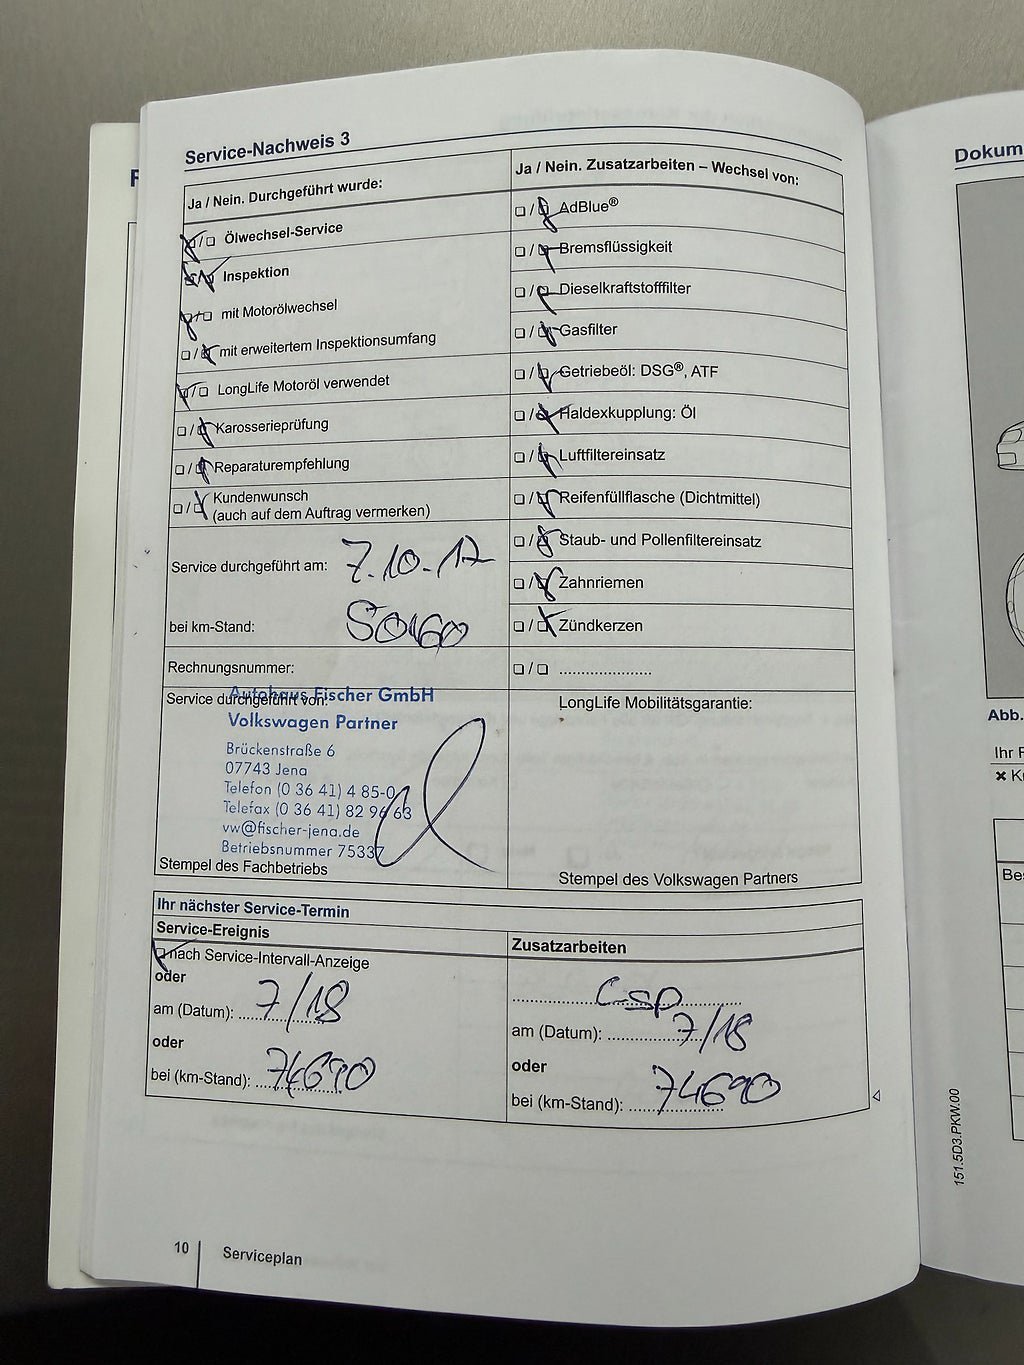 Service-Nachweis 3
Ja / Nein. Durchgeführt wurde:
❏/❏ Ölwechsel-Service
❏/❏ Inspektion
❏/❏ mit Motorölwechsel
❏/❏ mit erweitertem Inspektionsumfang
❏/❏ LongLife Motoröl verwendet
❏/❏ Karosserieprüfung
❏/❏ Reparaturempfehlung
❏/❏ Kundenwunsch
(auch auf dem Auftrag vermerken)
Service durchgeführt am: 7.10.17
bei km-Stand: 50460
Rechnungsnummer:
Service durchgeführt von:
Autohaus Fischer GmbH
Volkswagen Partner
Brückenstraße 6
07743 Jena
Telefon (0 36 41) 4 85-0
Telefax (0 36 41) 82 96 63
vw@fischer-jena.de
Betriebsnummer 75337
Stempel des Fachbetriebs
Ja / Nein. Zusatzarbeiten – Wechsel von:
❏/❏ AdBlue®
❏/❏ Bremsflüssigkeit
❏/❏ Dieselkraftstofffilter
❏/❏ Gasfilter
❏/❏ Getriebeöl: DSG®, ATF
❏/❏ Haldexkupplung: Öl
❏/❏ Luftfiltereinsatz
❏/❏ Reifenfüllflasche (Dichtmittel)
❏/❏ Staub- und Pollenfiltereinsatz
❏/❏ Zahnriemen
❏/❏ Zündkerzen
❏/❏ ......................
LongLife Mobilitätsgarantie:
Stempel des Volkswagen Partners
Ihr nächster Service-Termin
Service-Ereignis
❏ nach Service-Intervall-Anzeige
oder
am (Datum): 7/18
oder
bei (km-Stand): 74690
Zusatzarbeiten
Csp
am (Datum): 7/18
oder
bei (km-Stand): 74690
10 Serviceplan
151.5D3.PKW.00
Dokum
Abb.